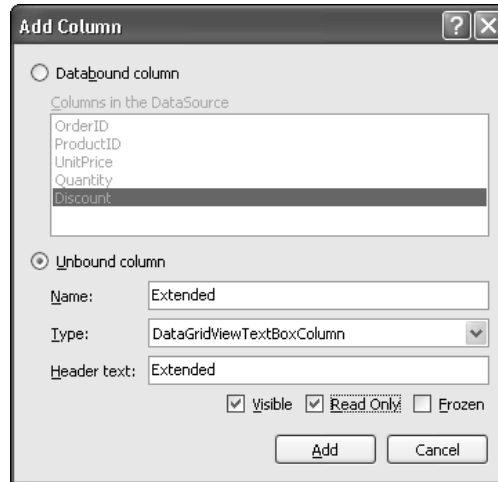 Add Column
Databound column
Columns in the DataSource
OrderID
ProductID
UnitPrice
Quantity
Discount
Unbound column
Name: Extended
Type: DataGridViewTextBoxColumn
Header text: Extended
Visible Read Only Frozen
Add Cancel